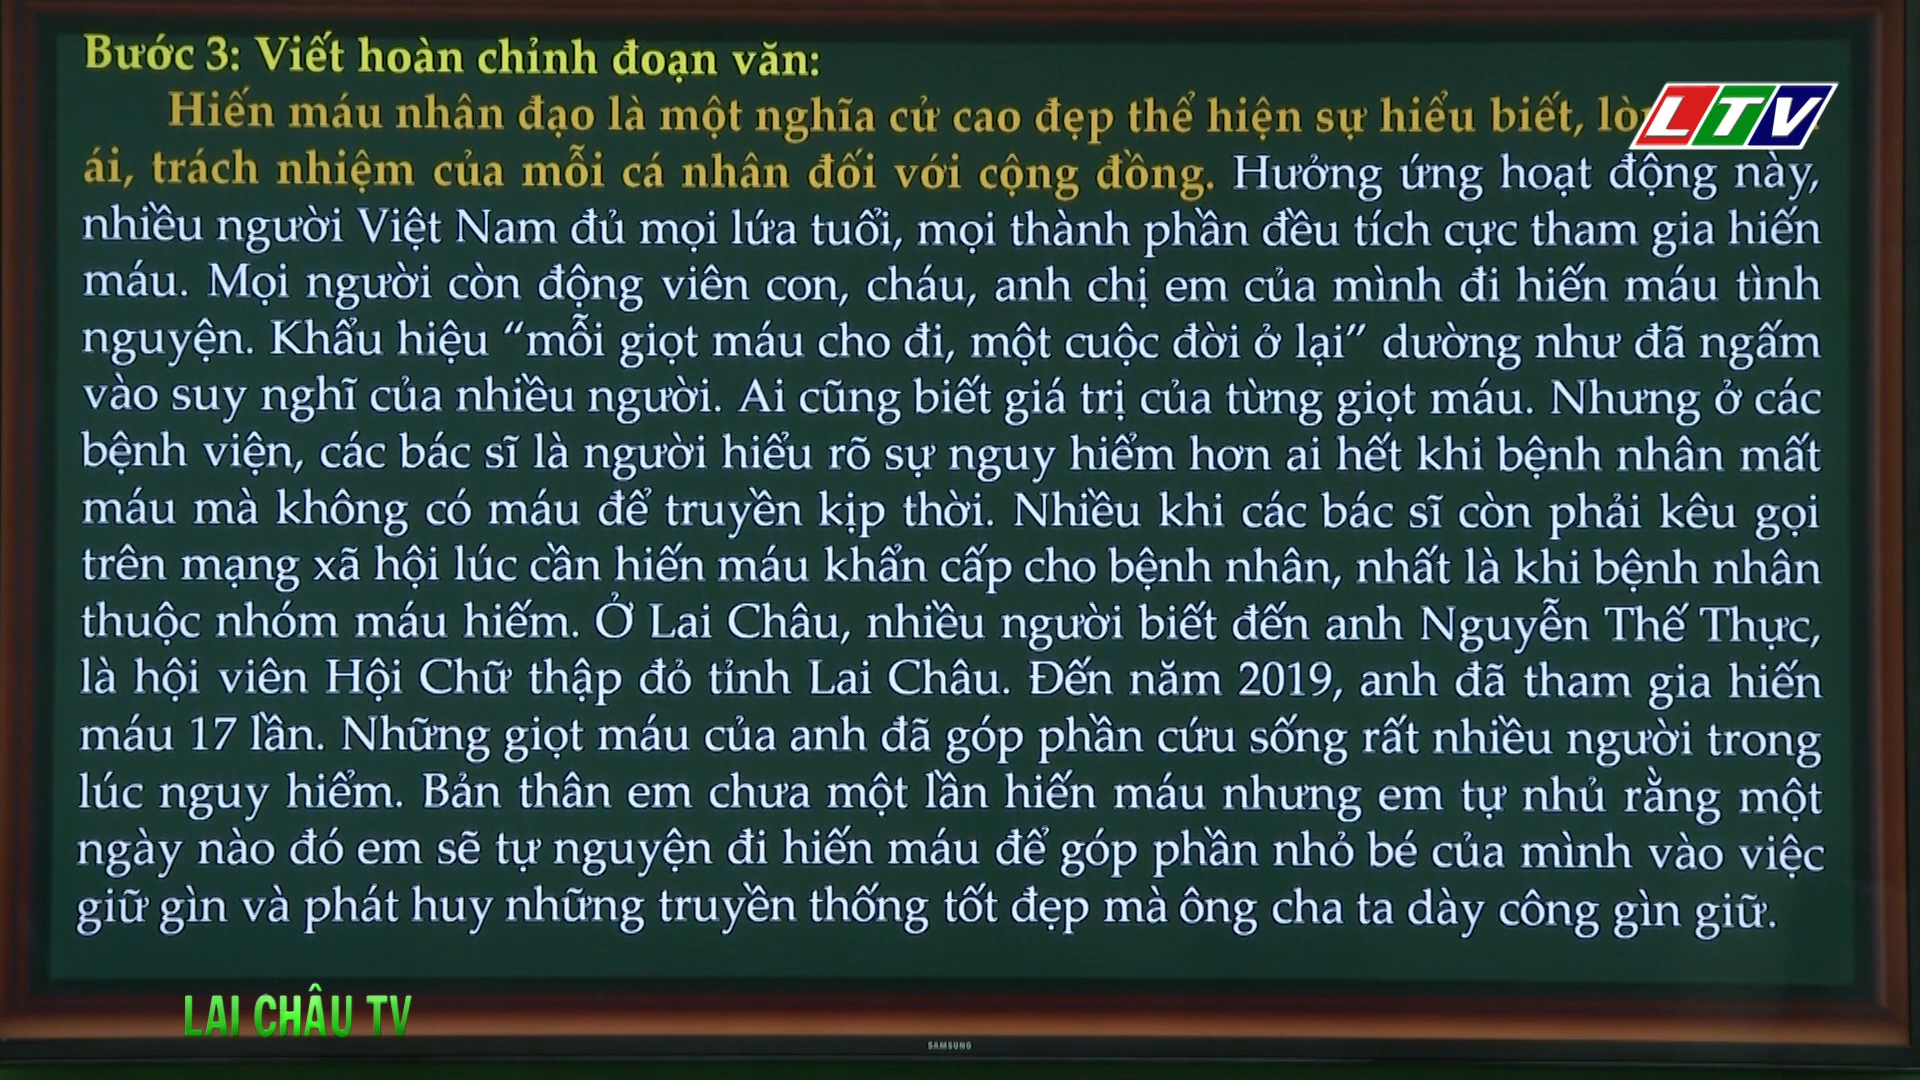 Bước 3: Viết hoàn chỉnh đoạn văn:
Hiến máu nhân đạo là một nghĩa cử cao đẹp thể hiện sự hiểu biết,
LTV
ái, trách nhiệm của mỗi cá nhân đối với cộng đồng. Hưởng ứng hoạt động này,
nhiều người Việt Nam đủ mọi lứa tuổi, mọi thành phần đều tích cực tham gia hiến
máu. Mọi người còn động viên con, cháu, anh chị em của mình đi hiến máu tình
nguyện. Khẩu hiệu “mỗi giọt máu cho đi, một cuộc đời ở lại” dường như đã ngấm
vào suy nghĩ của nhiều người. Ai cũng biết giá trị của từng giọt máu. Nhưng ở các
bệnh viện, các bác sĩ là người hiểu rõ sự nguy hiểm hơn ai hết khi bệnh nhân mất
máu mà không có máu để truyền kịp thời. Nhiều khi các bác sĩ còn phải kêu gọi
trên mạng xã hội lúc cần hiến máu khẩn cấp cho bệnh nhân, nhất là khi bệnh nhân
thuộc nhóm máu hiếm. Ở Lai Châu, nhiều người biết đến anh Nguyễn Thế Thực,
là hội viên Hội Chữ thập đỏ tỉnh Lai Châu. Đến năm 2019, anh đã tham gia hiến
máu 17 lần. Những giọt máu của anh đã góp phần cứu sống rất nhiều người trong
lúc nguy hiểm. Bản thân em chưa một lần hiến máu nhưng em tự nhủ rằng một
ngày nào đó em sẽ tự nguyện đi hiến máu để góp phần nhỏ bé của mình vào việc
giữ gìn và phát huy những truyền thống tốt đẹp mà ông cha ta dày công gìn giữ.
LAI CHÂU TV
SAMSUNG